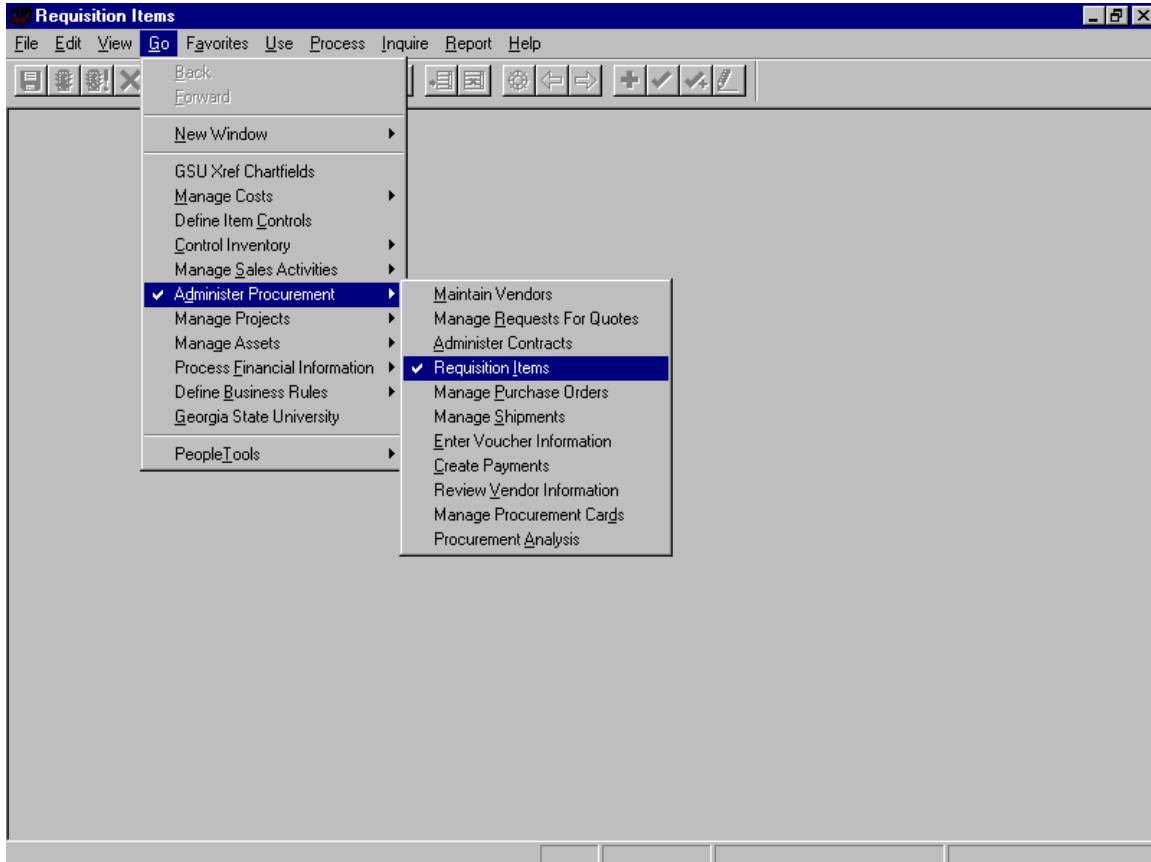 Requisition Items
File Edit View Go Favorites Use Process Inquire Report Help
Back
Forward
New Window
GSU Xref Chartfields
Manage Costs
Define Item Controls
Control Inventory
Manage Sales Activities
Administer Procurement
Manage Projects
Manage Assets
Process Financial Information
Define Business Rules
Georgia State University
PeopleTools
Maintain Vendors
Manage Requests For Quotes
Administer Contracts
Requisition Items
Manage Purchase Orders
Manage Shipments
Enter Voucher Information
Create Payments
Review Vendor Information
Manage Procurement Cards
Procurement Analysis